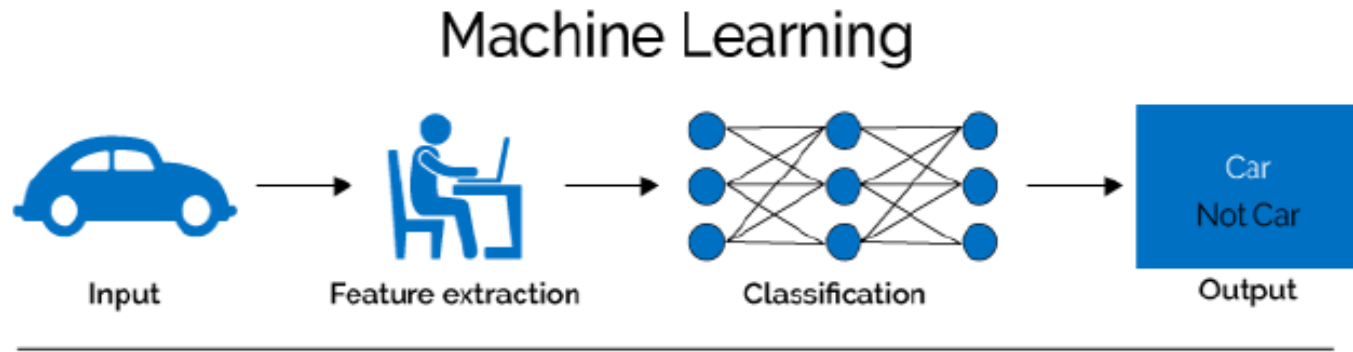 Machine Learning
Car
Not Car
Input
Feature extraction
Classification
Output